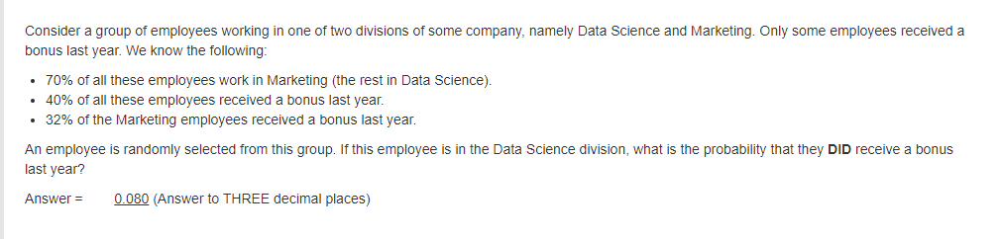 Consider a group of employees working in one of two divisions of some company, namely Data Science and Marketing. Only some employees received a
bonus last year. We know the following:
• 70% of all these employees work in Marketing (the rest in Data Science).
• 40% of all these employees received a bonus last year.
• 32% of the Marketing employees received a bonus last year.
An employee is randomly selected from this group. If this employee is in the Data Science division, what is the probability that they DID receive a bonus
last year?
Answer = 0.080 (Answer to THREE decimal places)